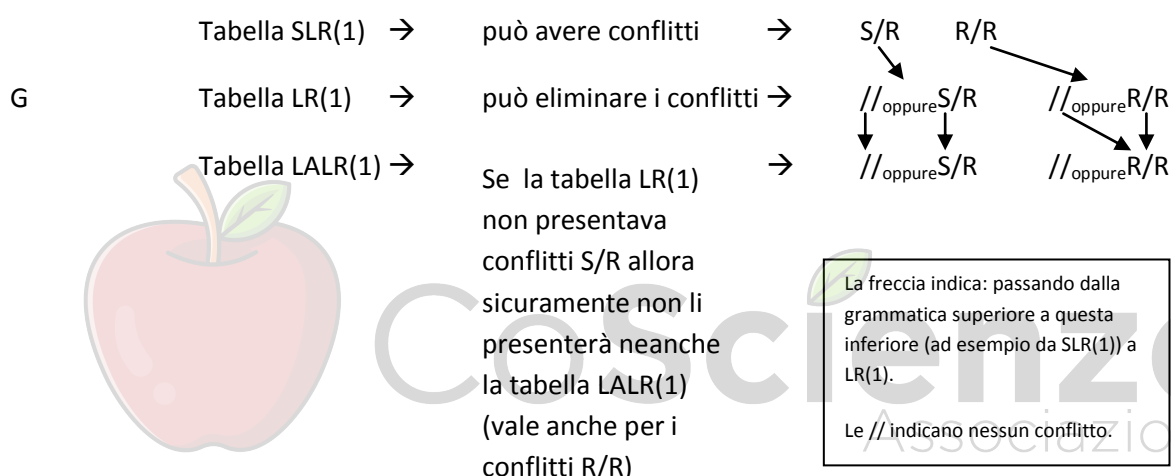 Tabella SLR(1) → può avere conflitti → S/R R/R
G Tabella LR(1) → può eliminare i conflitti → //oppureS/R //oppureR/R
Tabella LALR(1) → Se la tabella LR(1) → //oppureS/R //oppureR/R
non presentava
conflitti S/R allora
sicuramente non li
presenterà neanche
la tabella LALR(1)
(vale anche per i
conflitti R/R)
La freccia indica: passando dalla
grammatica superiore a questa
inferiore (ad esempio da SLR(1)) a
LR(1).
Le // indicano nessun conflitto.
CoScienze
Associazio